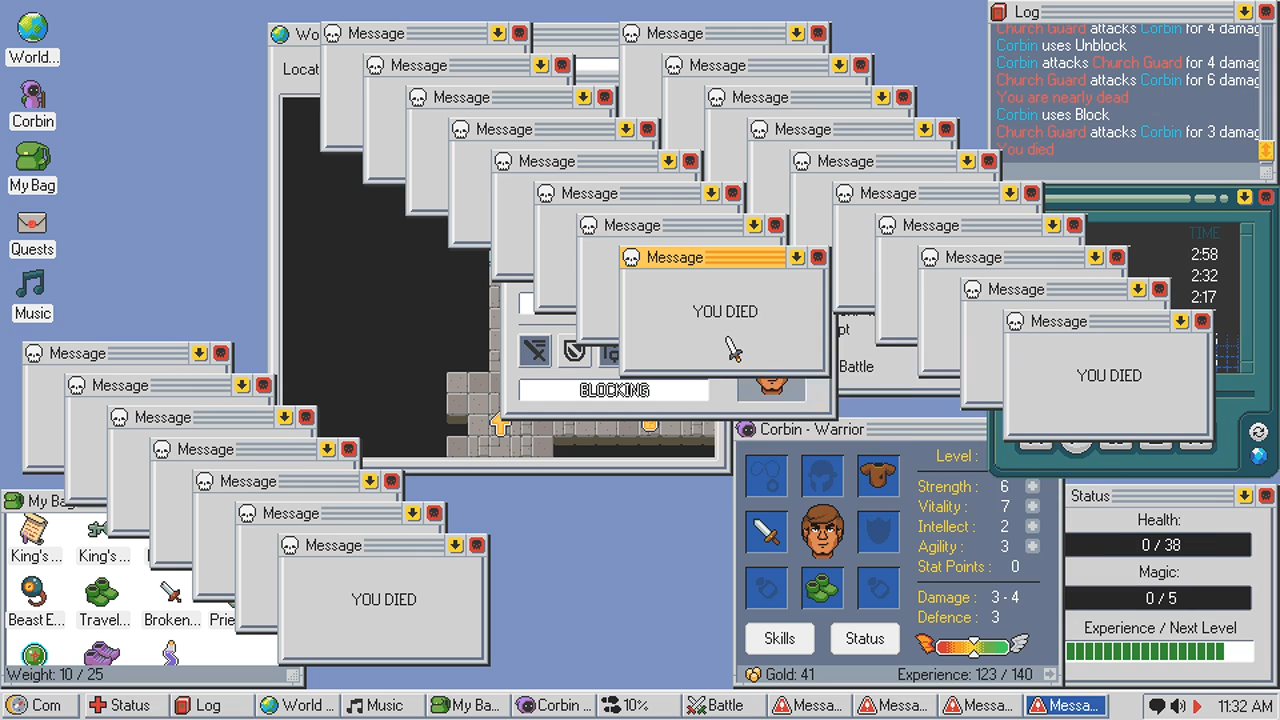 World...
Corbin
My Bag
Quests
Music
Wo
Locat
Message
Message
Message
Message
Message
Message
Message
Message
YOU DIED
BLOCKING
Message
Message
Message
Message
Message
Message
Message
Message
Message
Message
YOU DIED
pt
Battle
Log
Church Guard attacks Corbin for 4 damag
Corbin uses Unblock
Corbin attacks Church Guard for 4 damag
Church Guard attacks Corbin for 6 damag
You are nearly dead
Corbin uses Block
Church Guard attacks Corbin for 3 damag
You died
TIME
2:58
2:32
2:17
Message
Message
Message
Message
Message
Message
Message
YOU DIED
My Ba
King's...
King's...
Beast E...
Travel...
Broken...
Prie
Weight: 10 / 25
Corbin - Warrior
Level :
Strength : 6
Vitality : 7
Intellect : 2
Agility : 3
Stat Points : 0
Damage : 3 - 4
Defence : 3
Skills
Status
Gold: 41
Experience: 123 / 140
Status
Health:
0 / 38
Magic:
0 / 5
Experience / Next Level
Com
Status
Log
World ...
Music
My Ba...
Corbin ...
10%
Battle
Messa...
Messa...
Messa...
Messa...
11:32 AM